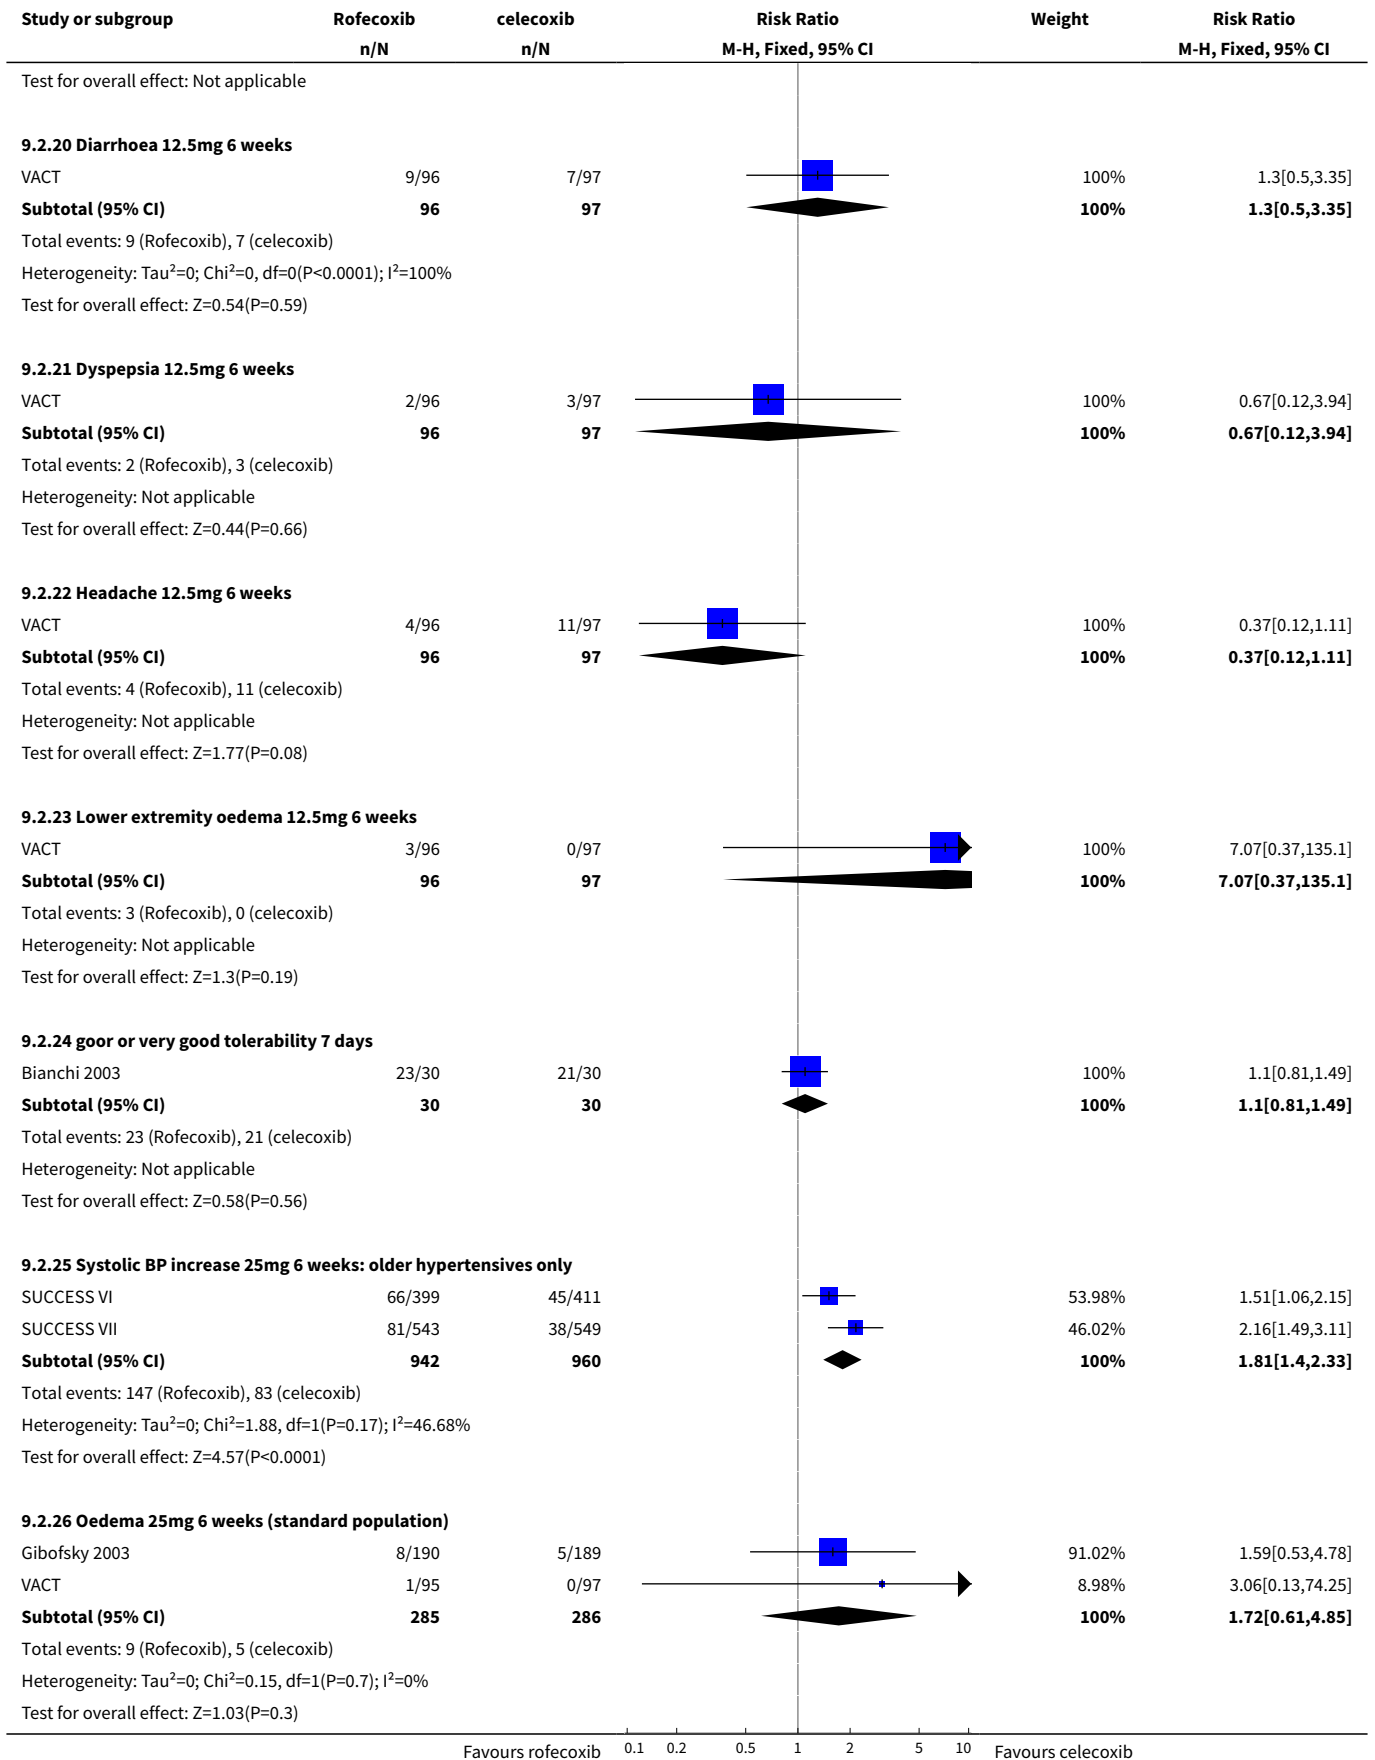 Study or subgroup Rofecoxib celecoxib Risk Ratio Weight Risk Ratio
n/N n/N M-H, Fixed, 95% CI M-H, Fixed, 95% CI
Test for overall effect: Not applicable
9.2.20 Diarrhoea 12.5mg 6 weeks
VACT 9/96 7/97 100% 1.3[0.5,3.35]
Subtotal (95% CI) 96 97 100% 1.3[0.5,3.35]
Total events: 9 (Rofecoxib), 7 (celecoxib)
Heterogeneity: Tau²=0; Chi²=0, df=0(P<0.0001); I²=100%
Test for overall effect: Z=0.54(P=0.59)
9.2.21 Dyspepsia 12.5mg 6 weeks
VACT 2/96 3/97 100% 0.67[0.12,3.94]
Subtotal (95% CI) 96 97 100% 0.67[0.12,3.94]
Total events: 2 (Rofecoxib), 3 (celecoxib)
Heterogeneity: Not applicable
Test for overall effect: Z=0.44(P=0.66)
9.2.22 Headache 12.5mg 6 weeks
VACT 4/96 11/97 100% 0.37[0.12,1.11]
Subtotal (95% CI) 96 97 100% 0.37[0.12,1.11]
Total events: 4 (Rofecoxib), 11 (celecoxib)
Heterogeneity: Not applicable
Test for overall effect: Z=1.77(P=0.08)
9.2.23 Lower extremity oedema 12.5mg 6 weeks
VACT 3/96 0/97 100% 7.07[0.37,135.1]
Subtotal (95% CI) 96 97 100% 7.07[0.37,135.1]
Total events: 3 (Rofecoxib), 0 (celecoxib)
Heterogeneity: Not applicable
Test for overall effect: Z=1.3(P=0.19)
9.2.24 goor or very good tolerability 7 days
Bianchi 2003 23/30 21/30 100% 1.1[0.81,1.49]
Subtotal (95% CI) 30 30 100% 1.1[0.81,1.49]
Total events: 23 (Rofecoxib), 21 (celecoxib)
Heterogeneity: Not applicable
Test for overall effect: Z=0.58(P=0.56)
9.2.25 Systolic BP increase 25mg 6 weeks: older hypertensives only
SUCCESS VI 66/399 45/411 53.98% 1.51[1.06,2.15]
SUCCESS VII 81/543 38/549 46.02% 2.16[1.49,3.11]
Subtotal (95% CI) 942 960 100% 1.81[1.4,2.33]
Total events: 147 (Rofecoxib), 83 (celecoxib)
Heterogeneity: Tau²=0; Chi²=1.88, df=1(P=0.17); I²=46.68%
Test for overall effect: Z=4.57(P<0.0001)
9.2.26 Oedema 25mg 6 weeks (standard population)
Gibofsky 2003 8/190 5/189 91.02% 1.59[0.53,4.78]
VACT 1/95 0/97 8.98% 3.06[0.13,74.25]
Subtotal (95% CI) 285 286 100% 1.72[0.61,4.85]
Total events: 9 (Rofecoxib), 5 (celecoxib)
Heterogeneity: Tau²=0; Chi²=0.15, df=1(P=0.7); I²=0%
Test for overall effect: Z=1.03(P=0.3)
Favours rofecoxib 0.1 0.2 0.5 1 2 5 10 Favours celecoxib